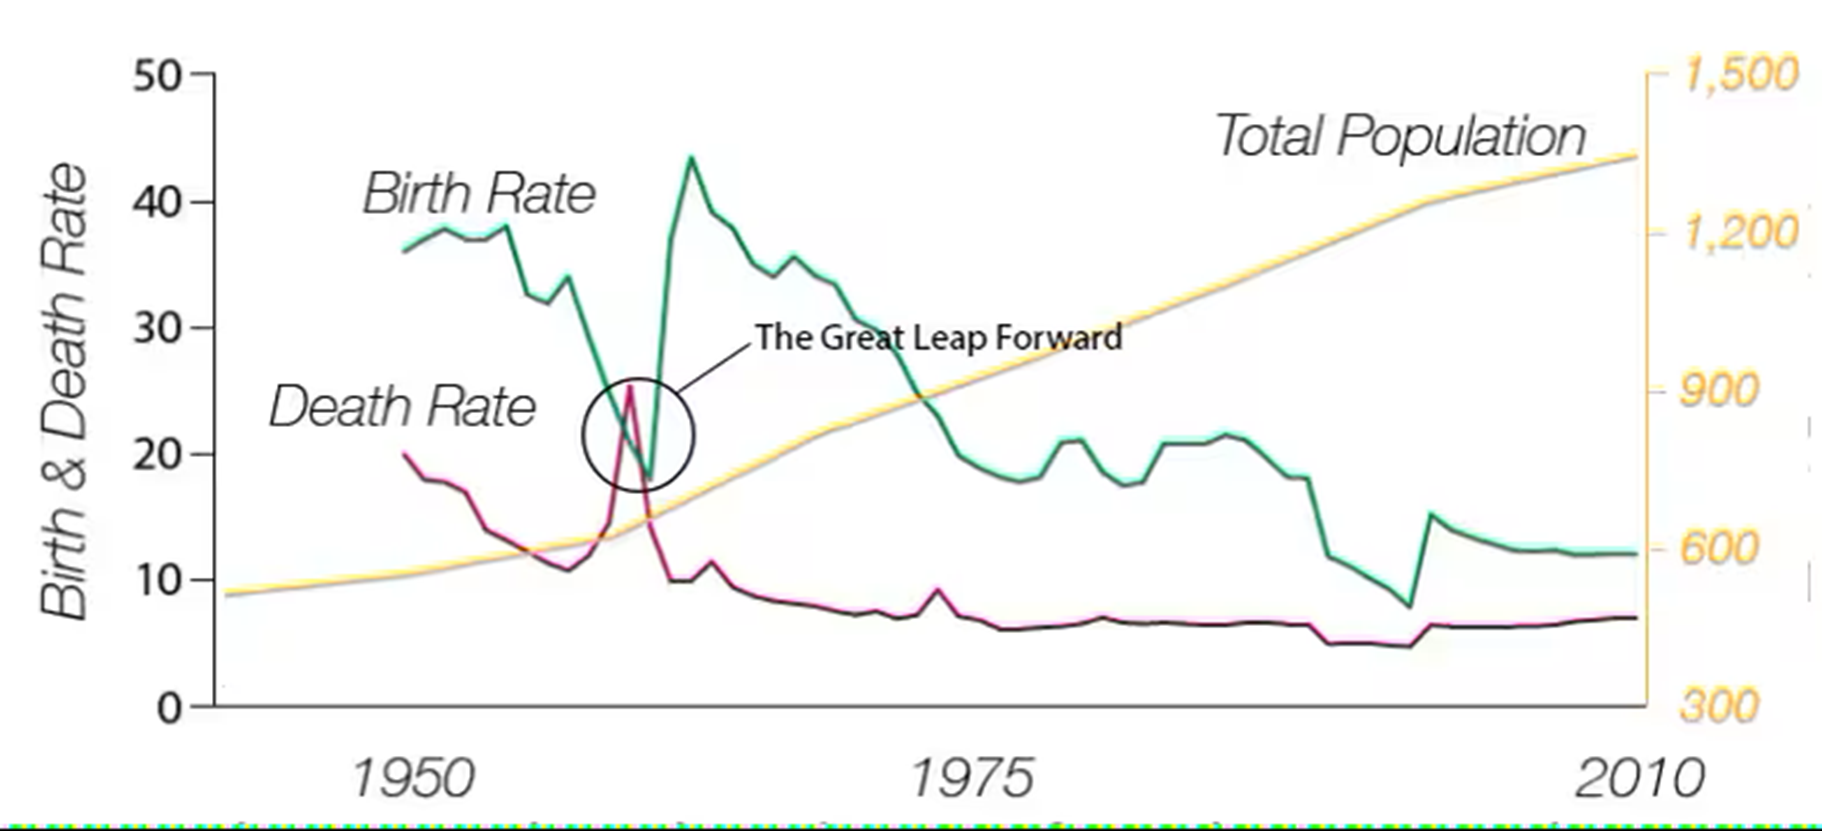 50
1,500
Total Population
Birth Rate
40
1,200
Birth & Death Rate
30
The Great Leap Forward
Death Rate
900
20
600
10
0
300
1950
1975
2010